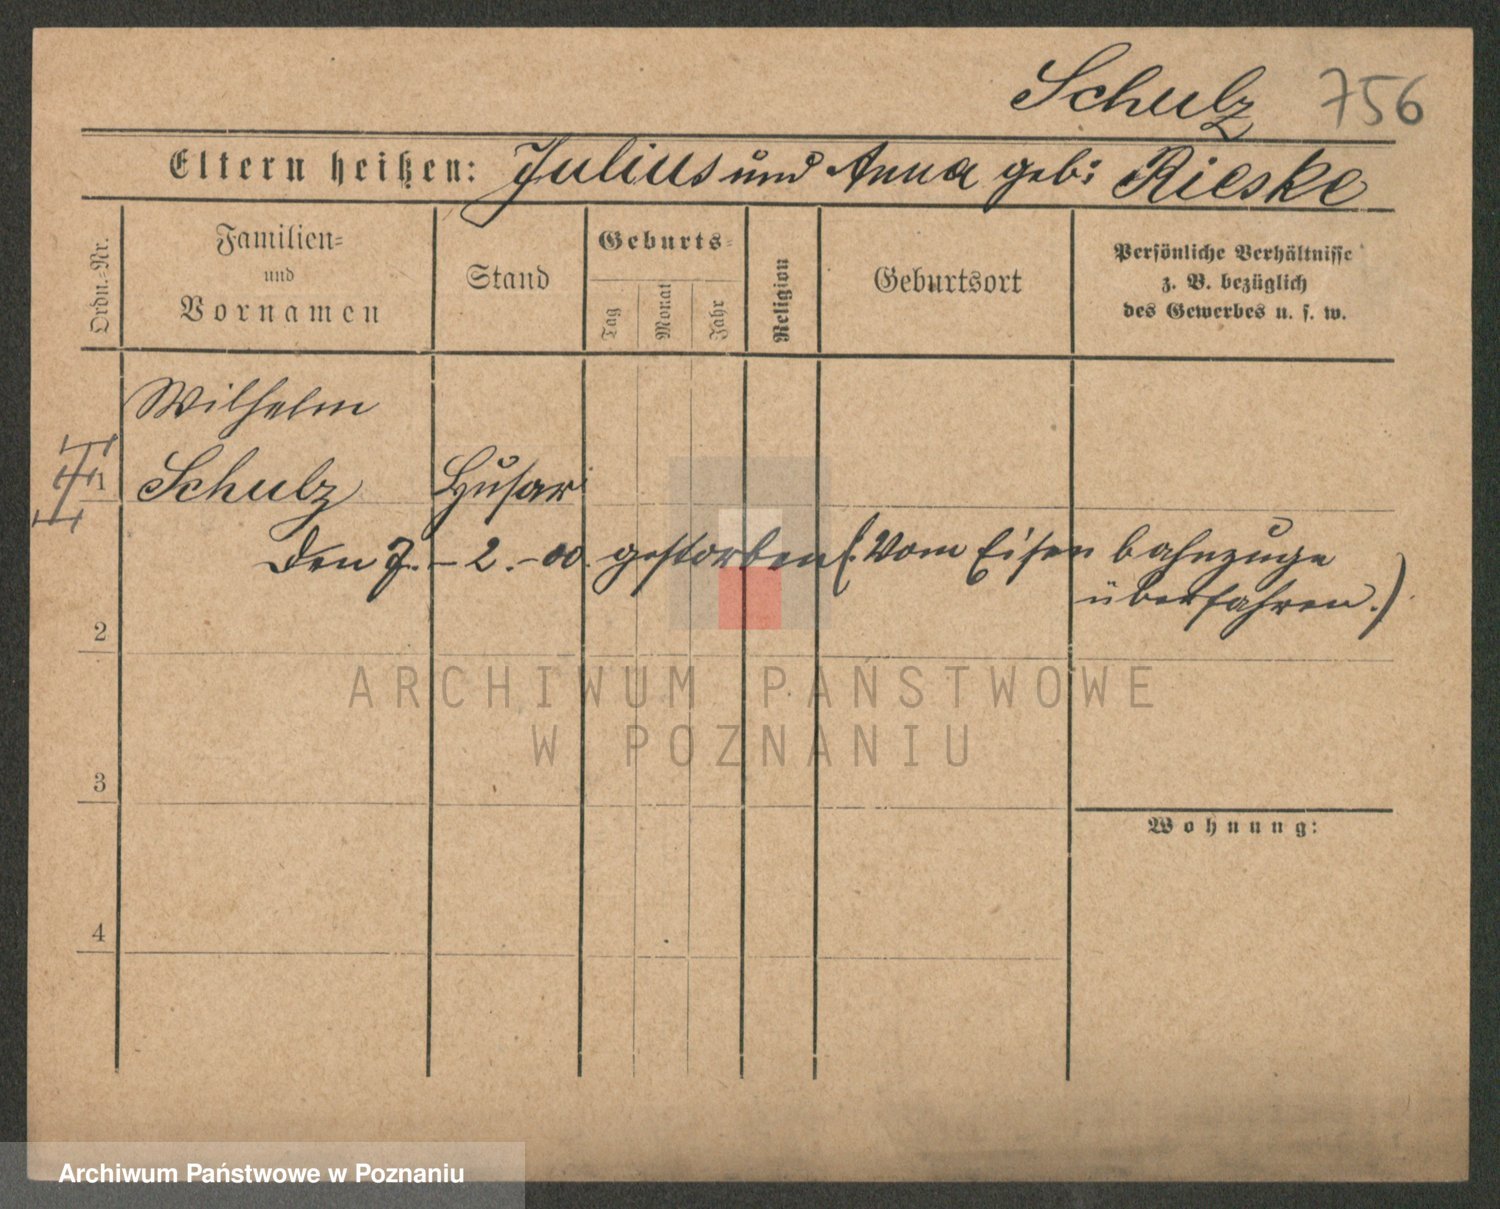 Schulz 756
Eltern heißen: Julius und Anna geb: Rieske
Ordn.=Nr.
Familien=
und
Vornamen
Stand
Geburts=
Tag
Monat
Jahr
Religion
Geburtsort
Persönliche Verhältnisse
z. B. bezüglich
des Gewerbes u. s. w.
Wilhelm
1 Schulz Husar
Den 7. - 2. - 00. gestorben (. Vom Eisenbahnzuge
überfahren.)
2
ARCHIWUM PAŃSTWOWE
W POZNANIU
3
Wohnung:
4
Archiwum Państwowe w Poznaniu